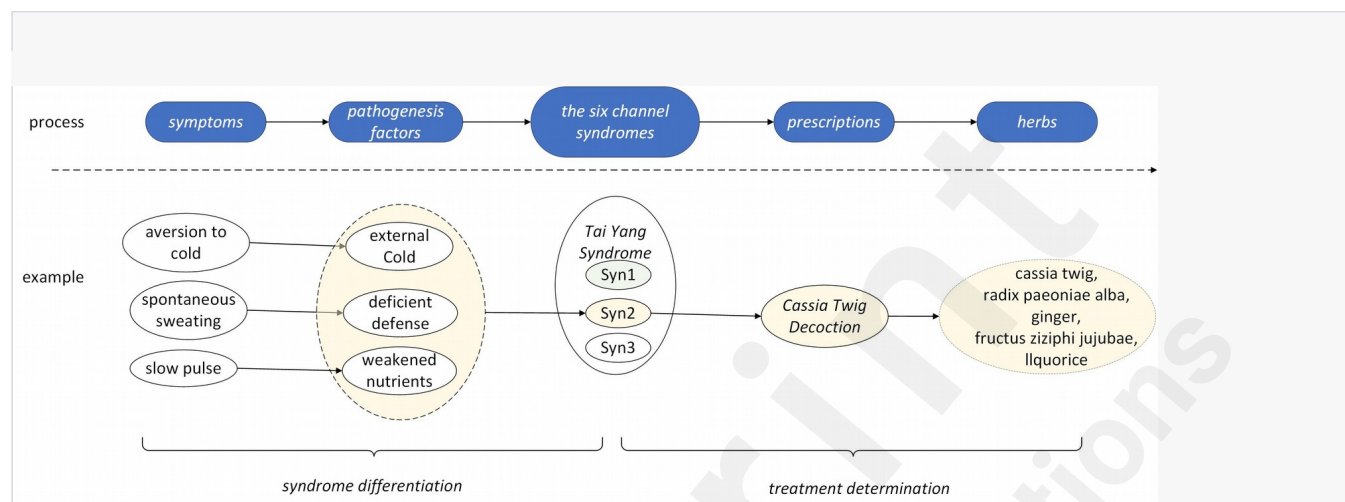 process
symptoms
pathogenesis
factors
the six channel
syndromes
prescriptions
herbs
example
aversion to
cold
spontaneous
sweating
slow pulse
external
Cold
deficient
defense
weakened
nutrients
Tai Yang
Syndrome
Syn1
Syn2
Syn3
Cassia Twig
Decoction
cassia twig,
radix paeoniae alba,
ginger,
fructus ziziphi jujubae,
llquorice
syndrome differentiation
treatment determination
rint
tions